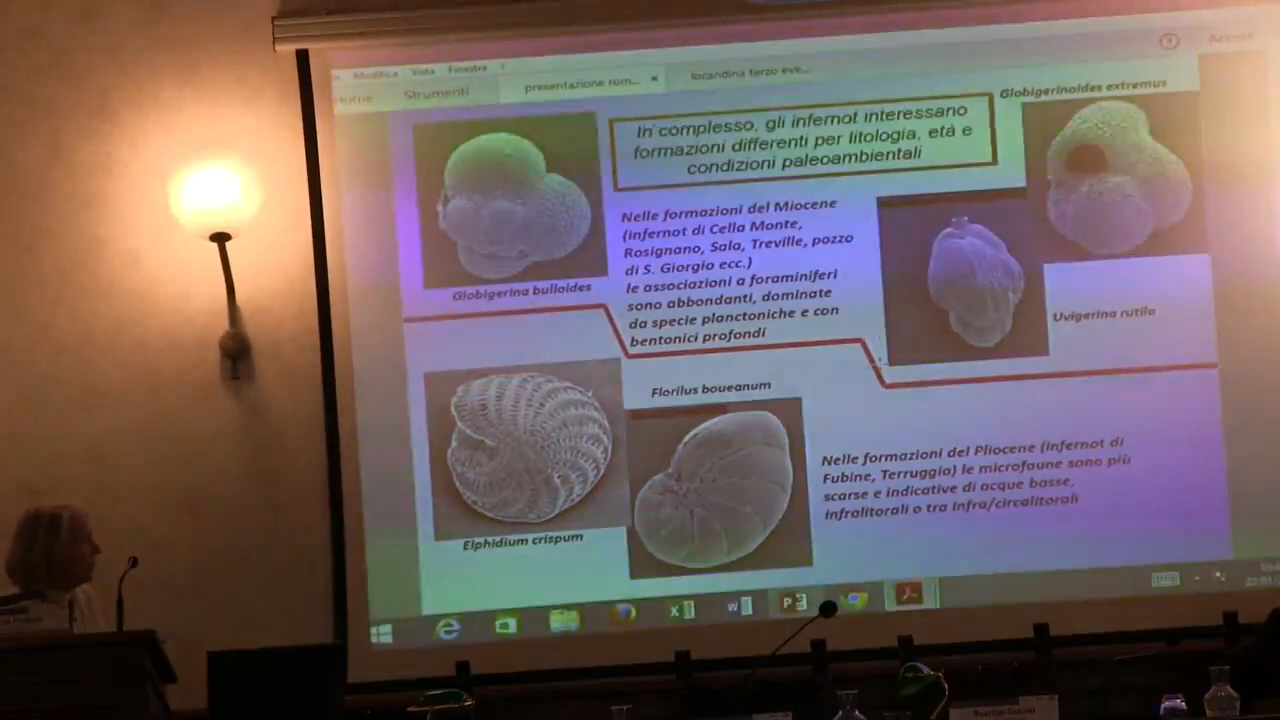 Modifica Vista Finestra ?
Home Strumenti presentazione rom... × locandina terzo eve...
Globigerinoides extremus
In complesso, gli infernot interessano
formazioni differenti per litologia, età e
condizioni paleoambientali
Nelle formazioni del Miocene
(infernot di Cella Monte,
Rosignano, Sala, Treville, pozzo
di S. Giorgio ecc.)
le associazioni a foraminiferi
sono abbondanti, dominate
da specie planctoniche e con
bentonici profondi
Globigerina bulloides
Uvigerina rutila
Florilus boueanum
Elphidium crispum
Nelle formazioni del Pliocene (infernot di
Fubine, Terruggia) le microfaune sono più
scarse e indicative di acque basse,
infralitorali o tra infra/circalitorali